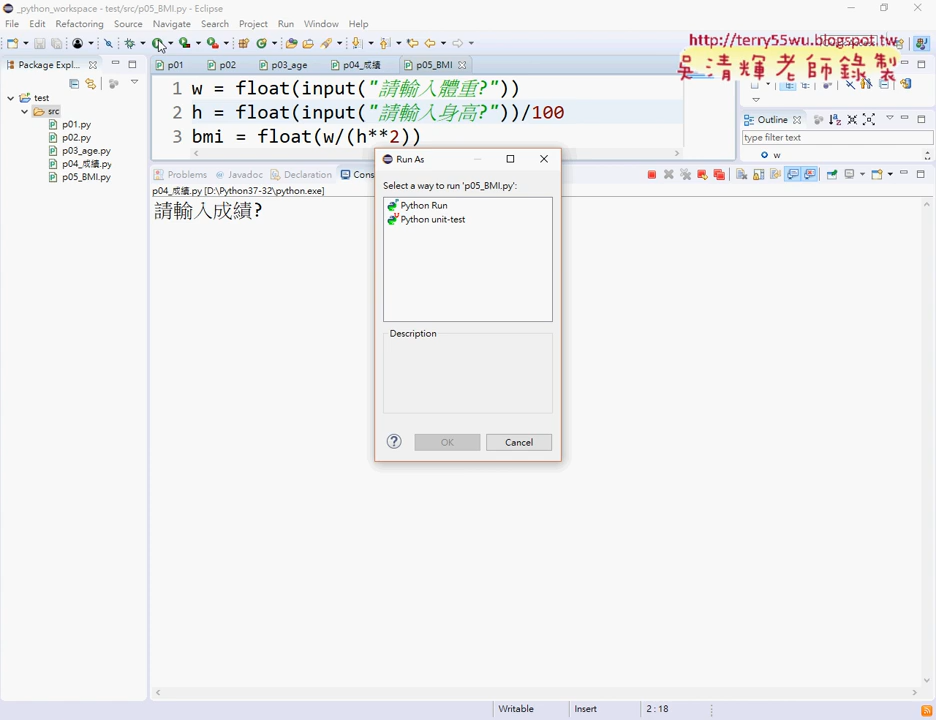 _python_workspace - test/src/p05_BMI.py - Eclipse
File Edit Refactoring Source Navigate Search Project Run Window Help
http://terry55wu.blogspot.tw
吳清輝老師錄製
Package Expl...
p01 p02 p03_age p04_成績 p05_BMI
test
src
p01.py
p02.py
p03_age.py
p04_成績.py
p05_BMI.py
1 w = float(input("請輸入體重?"))
2 h = float(input("請輸入身高?"))/100
3 bmi = float(w/(h**2))
Outline
type filter text
w
Problems Javadoc Declaration Cons
p04_成績.py [D:\Python37-32\python.exe]
請輸入成績?
Run As
Select a way to run 'p05_BMI.py':
Python Run
Python unit-test
Description
OK Cancel
Writable Insert 2 : 18